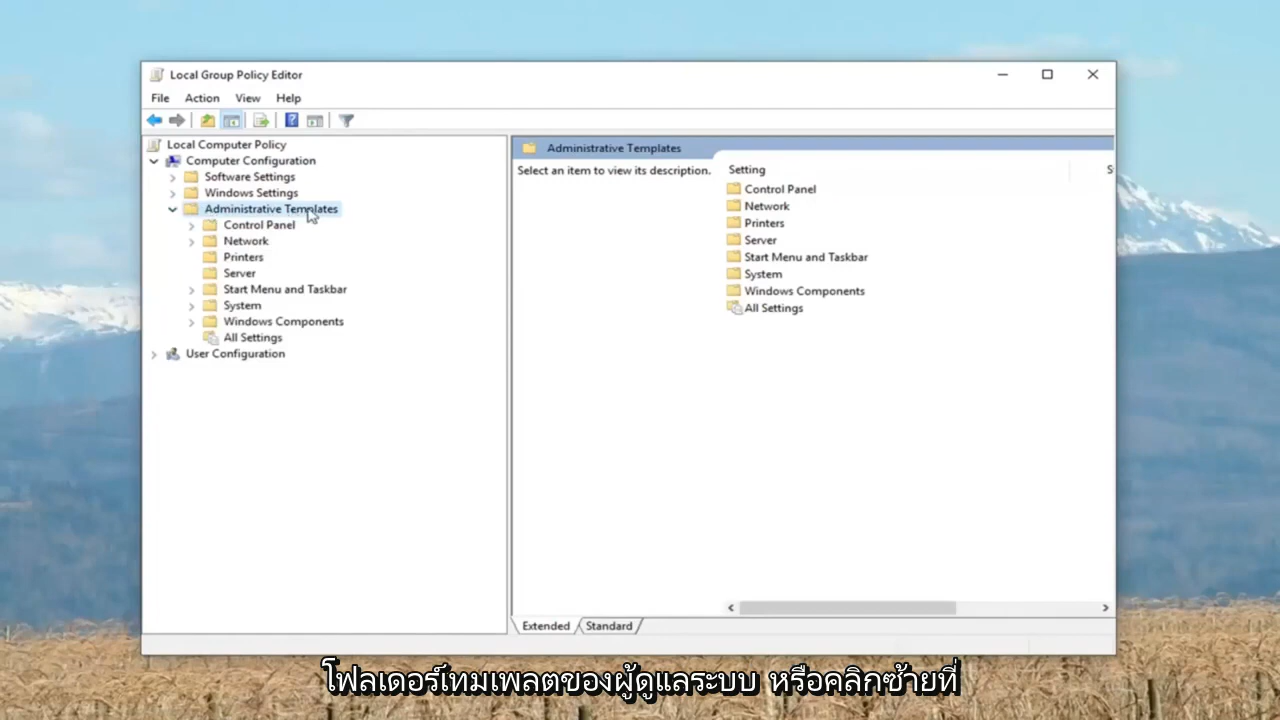 Local Group Policy Editor
File Action View Help
Local Computer Policy
Computer Configuration
Software Settings
Windows Settings
Administrative Templates
Control Panel
Network
Printers
Server
Start Menu and Taskbar
System
Windows Components
All Settings
User Configuration
Administrative Templates
Select an item to view its description.
Setting
S
Control Panel
Network
Printers
Server
Start Menu and Taskbar
System
Windows Components
All Settings
Extended Standard
โฟลเดอร์เทมเพลตของผู้ดูแลระบบ หรือคลิกซ้ายที่